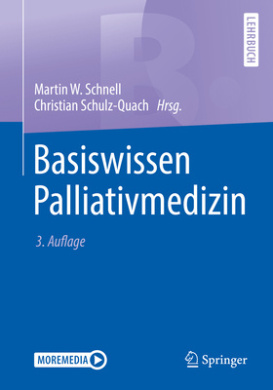 LEHRBUCH
Martin W. Schnell
Christian Schulz-Quach Hrsg.
Basiswissen
Palliativmedizin
3. Auflage
MOREMEDIA
Springer